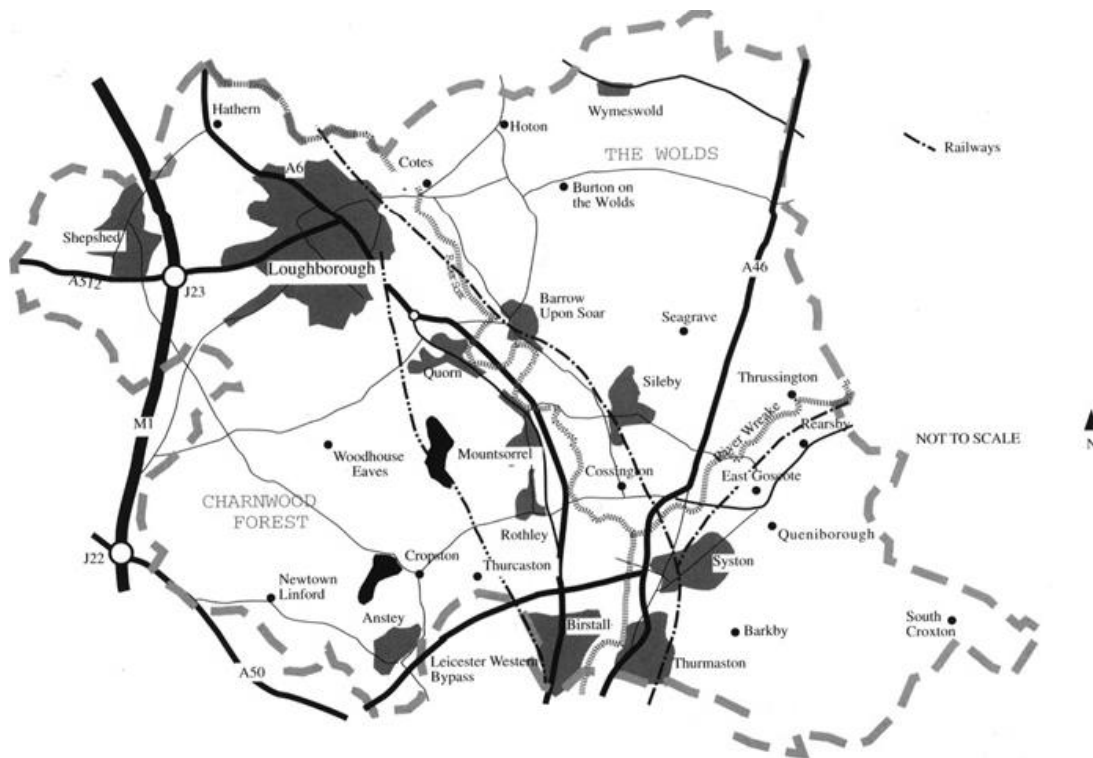 Wymeswold
Hathern
Hoton
THE WOLDS
Railways
Cotes
A6
Burton on
the Wolds
Shepshed
A512
J23
Loughborough
River Soar
A46
Barrow
Upon Soar
Seagrave
Quorn
Sileby
Thrussington
M1
River Wreake
Rearsby
NOT TO SCALE
N
Woodhouse
Eaves
Mountsorrel
Cossington
East Goscote
CHARNWOOD
FOREST
Rothley
Queniborough
J22
Cropston
Thurcaston
Syston
Newtown
Linford
Anstey
Birstall
Barkby
South
Croxton
A50
Leicester Western
Bypass
Thurmaston